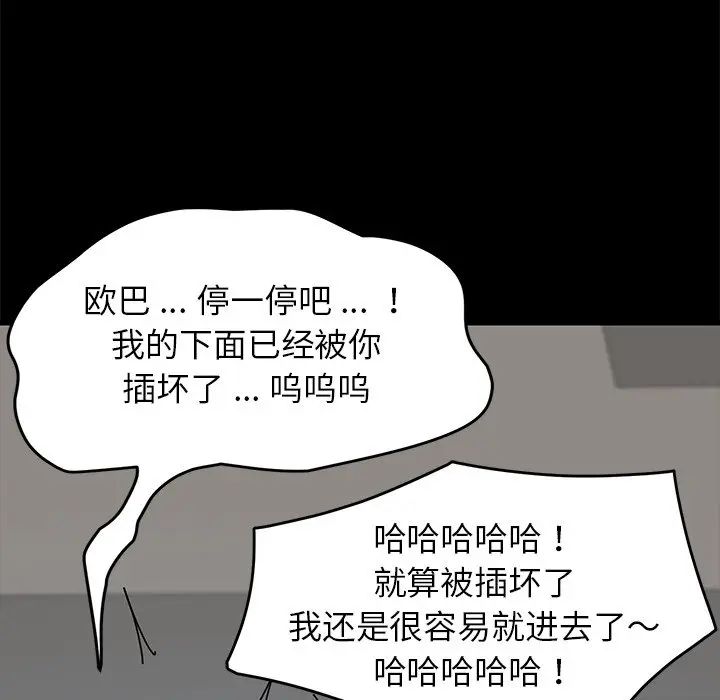 欧巴...停一停吧...！
我的下面已经被你
插坏了...呜呜呜
哈哈哈哈哈！
就算被插坏了
我还是很容易就进去了～
哈哈哈哈哈！